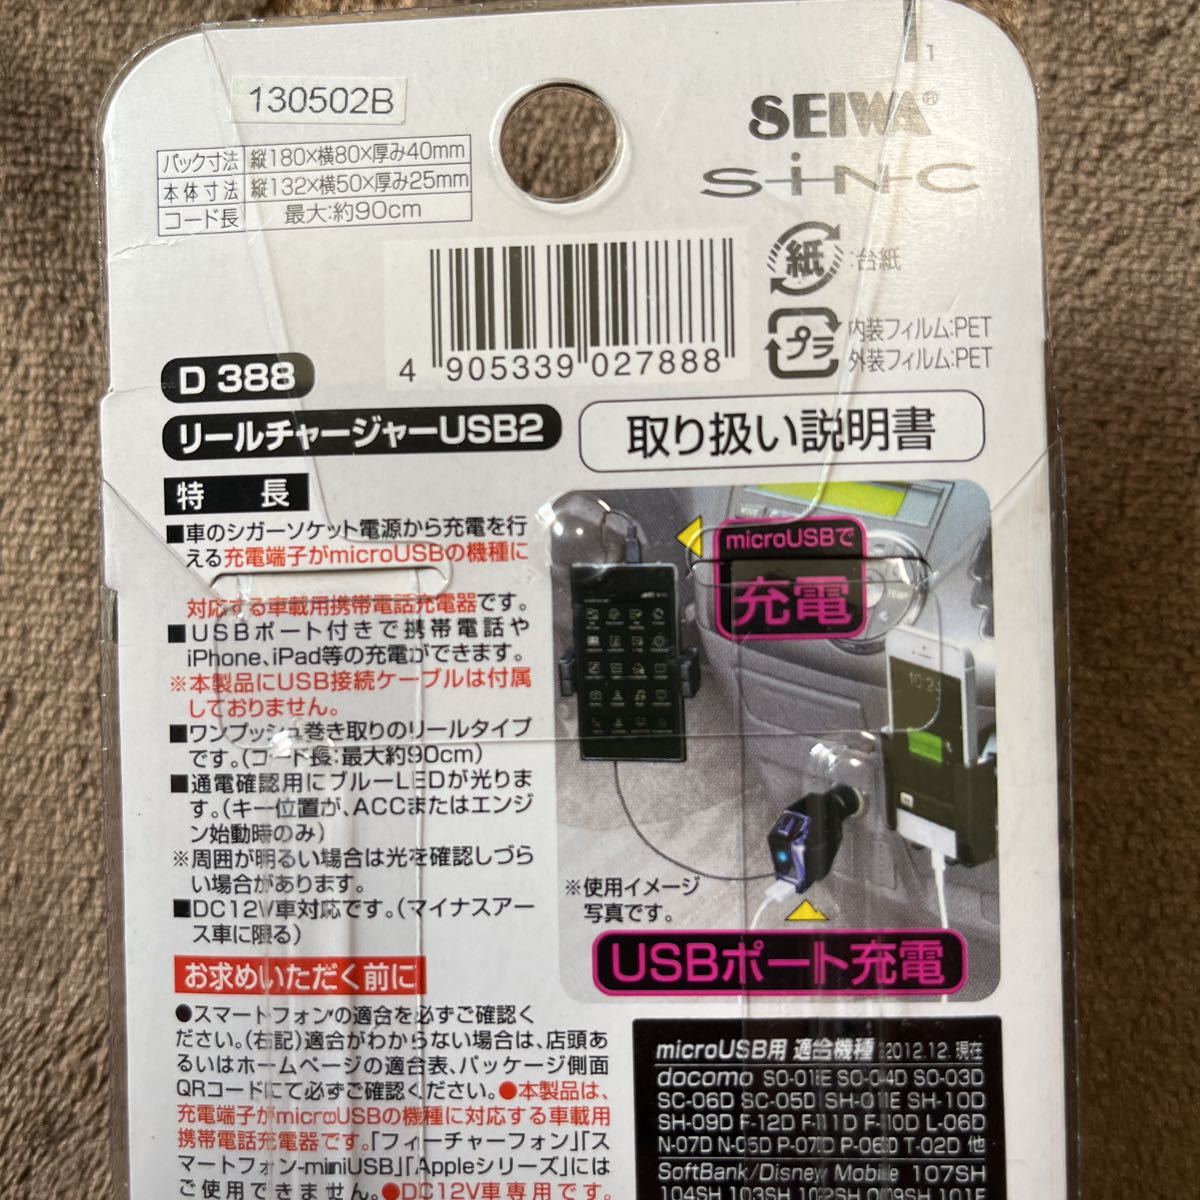 1
130502B
SEIWA®
SiNC
パック寸法 縦180×横80×厚み40mm
本体寸法 縦132×横50×厚み25mm
コード長 最大:約90cm
紙 :台紙
プラ 内装フィルム:PET
外装フィルム:PET
4 905339 027888
D 388
リールチャージャーUSB2
取り扱い説明書
特 長
■車のシガーソケット電源から充電を行
える充電端子がmicroUSBの機種に
対応する車載用携帯電話充電器です。
■USBポート付きで携帯電話や
iPhone、iPad等の充電ができます。
※本製品にUSB接続ケーブルは付属
しておりません。
■ワンプッシュ巻き取りのリールタイプ
です。(コード長:最大約90cm)
■通電確認用にブルーLEDが光りま
す。(キー位置が、ACCまたはエンジ
ン始動時のみ)
※周囲が明るい場合は光を確認しづら
い場合があります。
■DC12V車対応です。(マイナスアー
ス車に限る)
microUSBで
充電
TEMP
10:23
※使用イメージ
写真です。
USBポート充電
お求めいただく前に
●スマートフォンの適合を必ずご確認く
ださい。(右記)適合がわからない場合は、店頭あ
るいはホームページの適合表、パッケージ側面
QRコードにて必ずご確認ください。●本製品は、
充電端子がmicroUSBの機種に対応する車載用
携帯電話充電器です。「フィーチャーフォン」「ス
マートフォン-miniUSB」「Appleシリーズ」には
ご使用できません。●DC12V車専用です。
microUSB用 適合機種 2012.12.現在
docomo SO-01E SO-04D SO-03D
SC-06D SC-05D SH-01E SH-10D
SH-09D F-12D F-11D F-10D L-06D
N-07D N-05D P-07D P-06D T-02D 他
SoftBank/Disney Mobile 107SH
104SH 103SH 102SH 009SH 101F